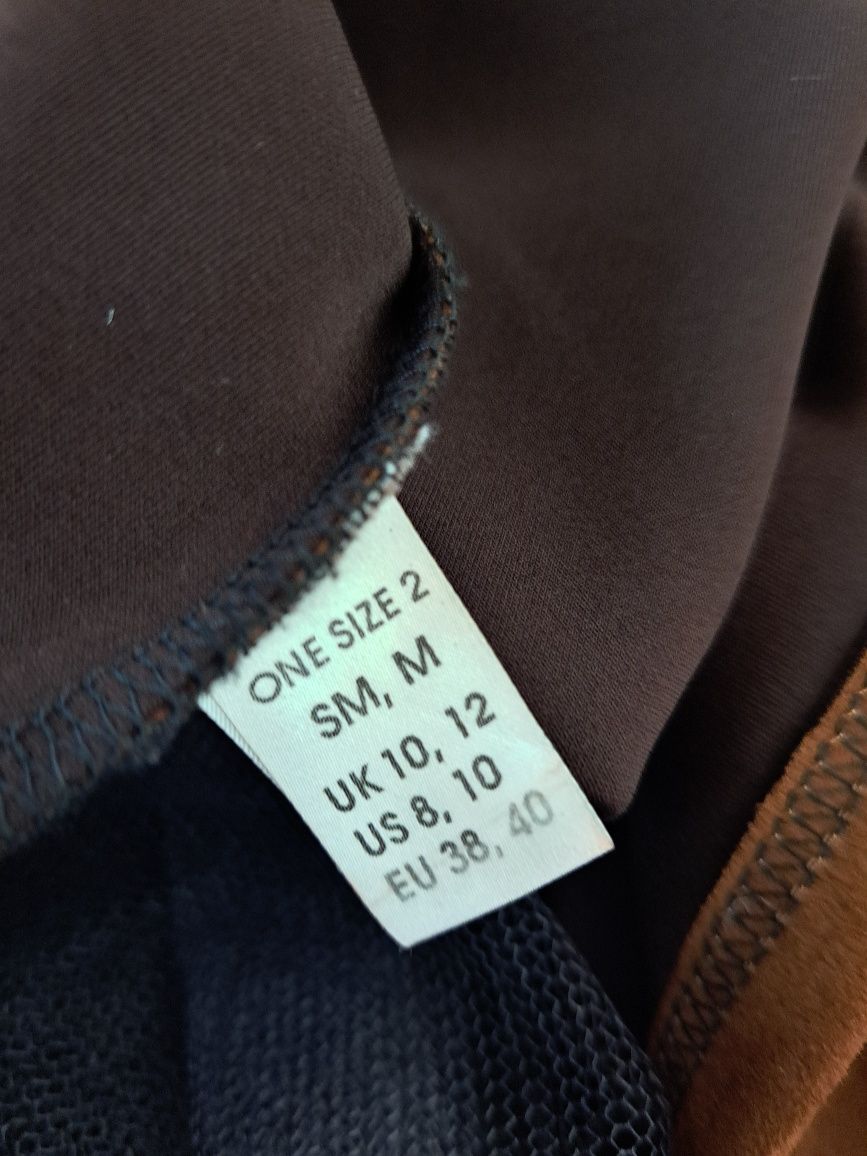 ONE SIZE 2
SM, M
UK 10, 12
US 8, 10
EU 38, 40